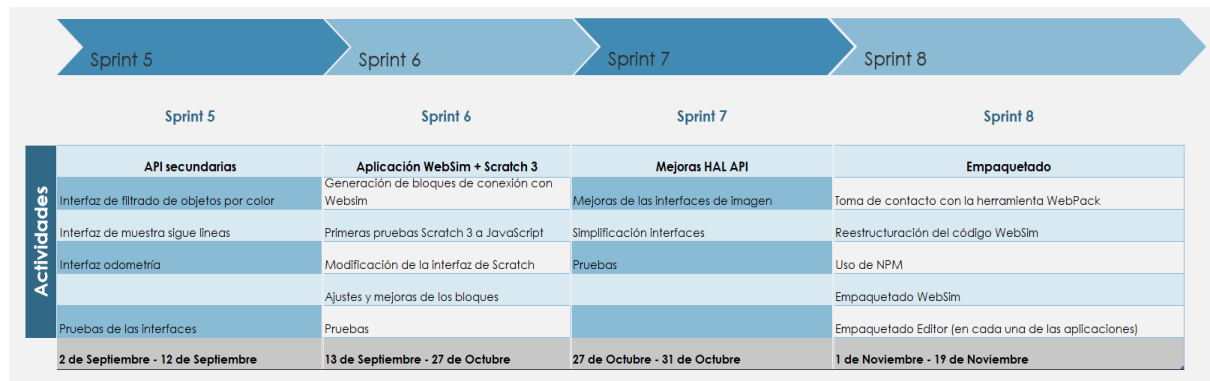 Sprint 5
Sprint 6
Sprint 7
Sprint 8
Sprint 5
Sprint 6
Sprint 7
Sprint 8
Actividades
API secundarias
Aplicación WebSim + Scratch 3
Mejoras HAL API
Empaquetado
Interfaz de filtrado de objetos por color
Generación de bloques de conexión con
Websim
Mejoras de las interfaces de imagen
Toma de contacto con la herramienta WebPack
Interfaz de muestra sigue lineas
Primeras pruebas Scratch 3 a JavaScript
Simplificación interfaces
Reestructuración del código WebSim
Interfaz odometría
Modificación de la interfaz de Scratch
Pruebas
Uso de NPM
Ajustes y mejoras de los bloques
Empaquetado WebSim
Pruebas de las interfaces
Pruebas
Empaquetado Editor (en cada una de las aplicaciones)
2 de Septiembre - 12 de Septiembre
13 de Septiembre - 27 de Octubre
27 de Octubre - 31 de Octubre
1 de Noviembre - 19 de Noviembre